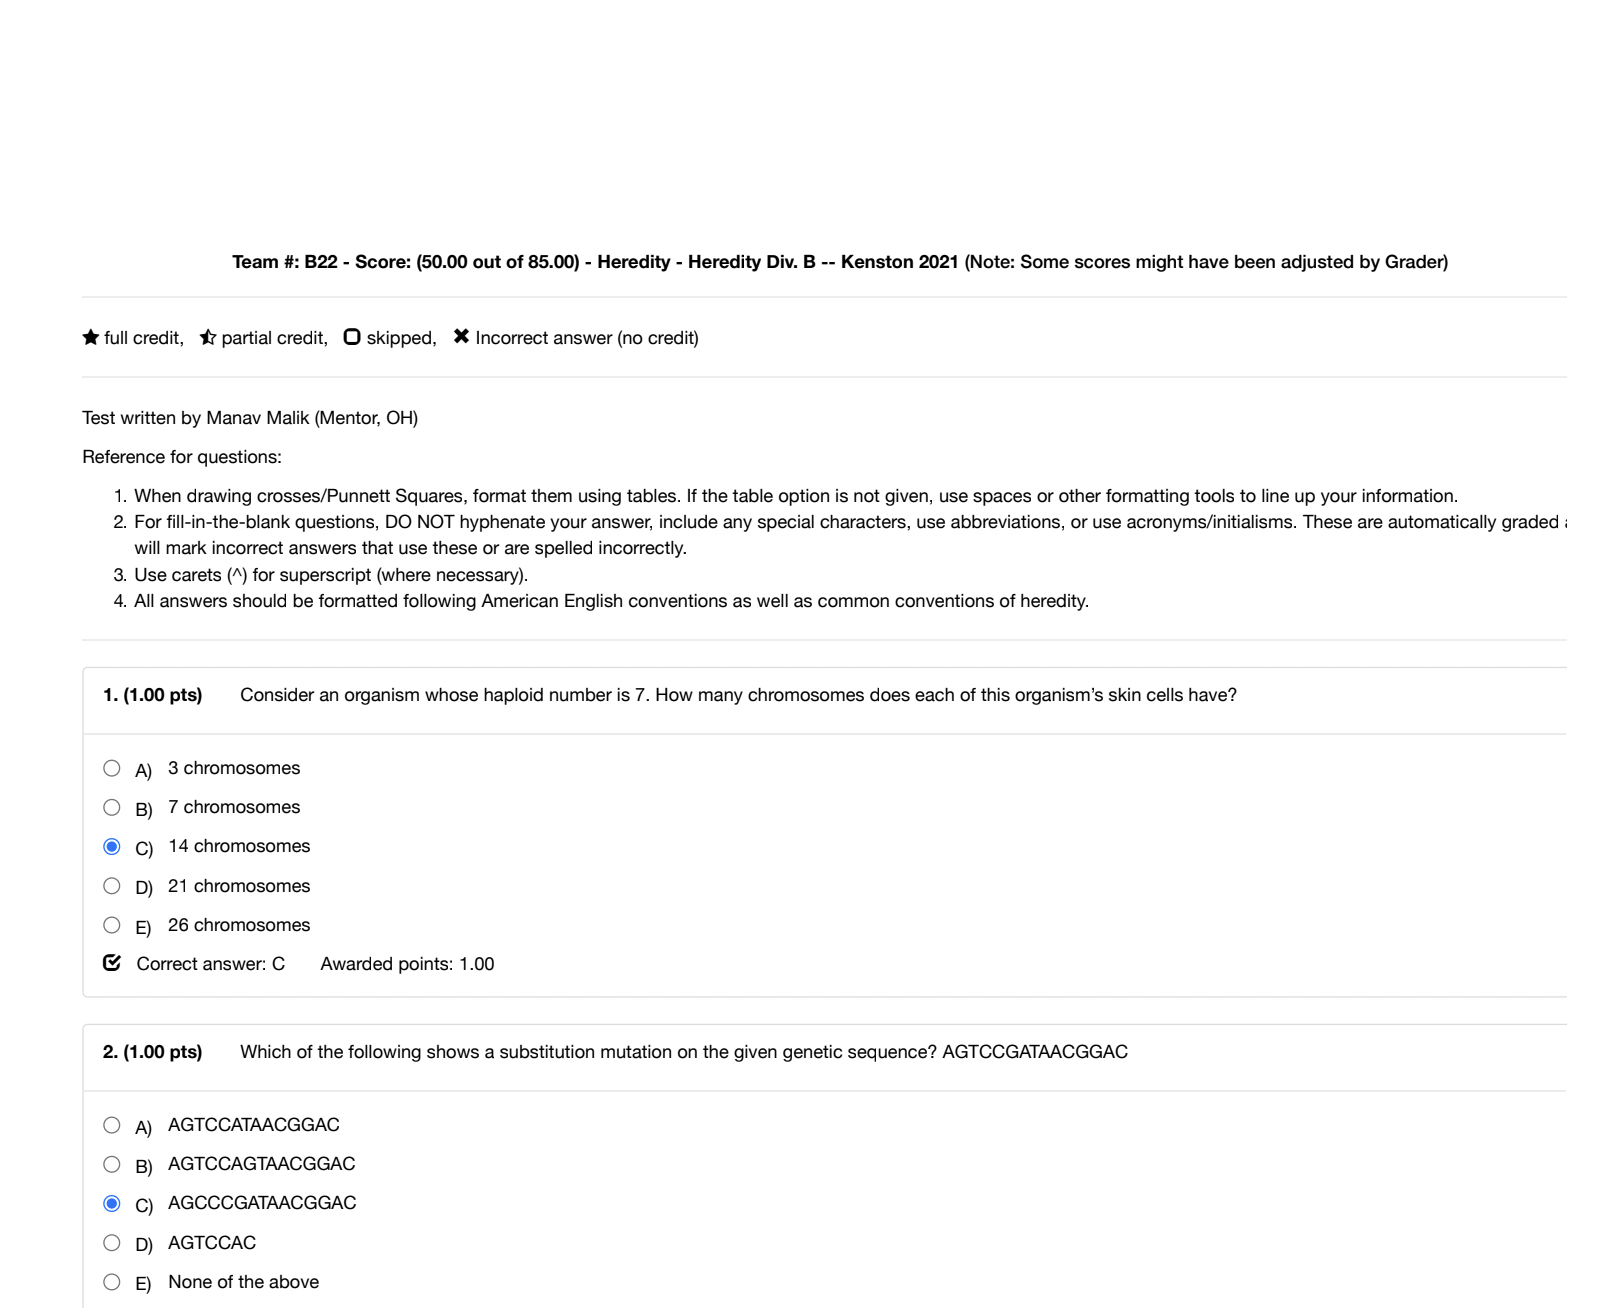 Team #: B22 - Score: (50.00 out of 85.00) - Heredity - Heredity Div. B -- Kenston 2021 (Note: Some scores might have been adjusted by Grader)
full credit, partial credit, skipped, Incorrect answer (no credit)
Test written by Manav Malik (Mentor, OH)
Reference for questions:
1. When drawing crosses/Punnett Squares, format them using tables. If the table option is not given, use spaces or other formatting tools to line up your information.
2. For fill-in-the-blank questions, DO NOT hyphenate your answer, include any special characters, use abbreviations, or use acronyms/initialisms. These are automatically graded
will mark incorrect answers that use these or are spelled incorrectly.
3. Use carets (^) for superscript (where necessary).
4. All answers should be formatted following American English conventions as well as common conventions of heredity.
1. (1.00 pts) Consider an organism whose haploid number is 7. How many chromosomes does each of this organism's skin cells have?
A) 3 chromosomes
B) 7 chromosomes
C) 14 chromosomes
D) 21 chromosomes
E) 26 chromosomes
Correct answer: C Awarded points: 1.00
2. (1.00 pts) Which of the following shows a substitution mutation on the given genetic sequence? AGTCCGATAACGGAC
A) AGTCCATAACGGAC
B) AGTCCAGTAACGGAC
C) AGCCCGATAACGGAC
D) AGTCCAC
E) None of the above